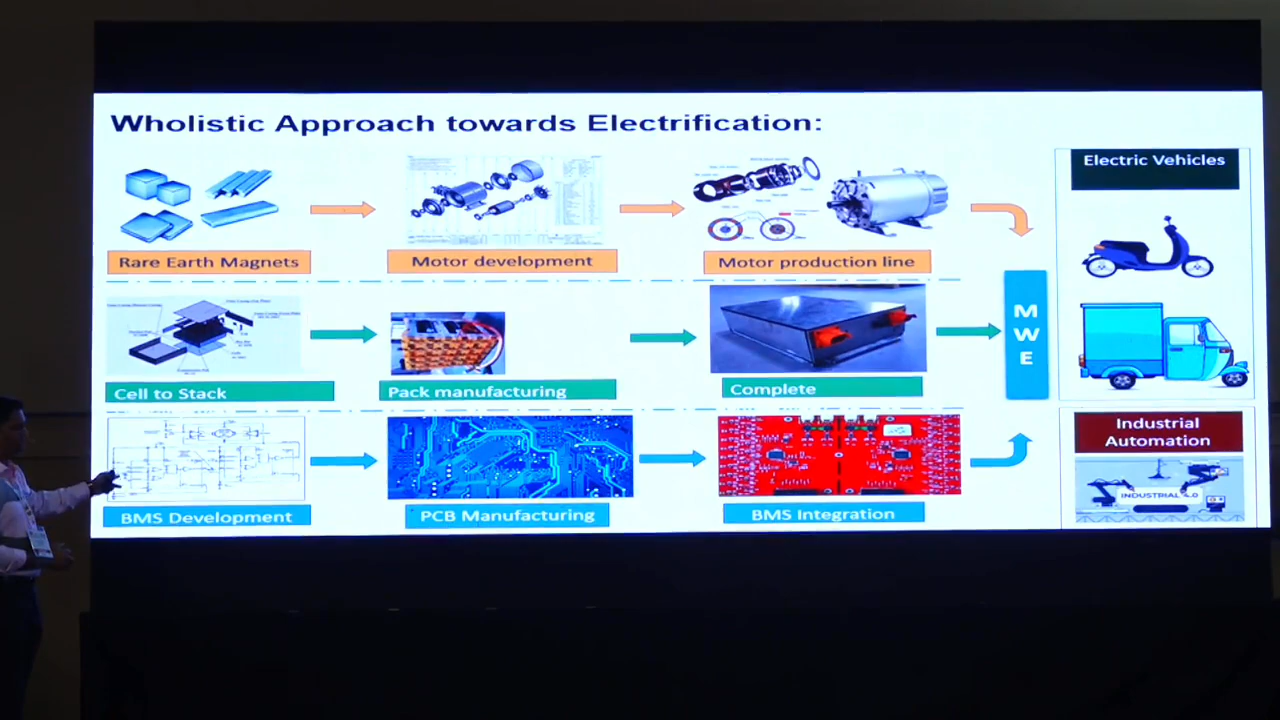 Wholistic Approach towards Electrification:
Electric Vehicles
Rare Earth Magnets
Motor development
Motor production line
M
W
E
Cell to Stack
Pack manufacturing
Complete
Industrial
Automation
INDUSTRIAL 4.0
BMS Development
PCB Manufacturing
BMS Integration